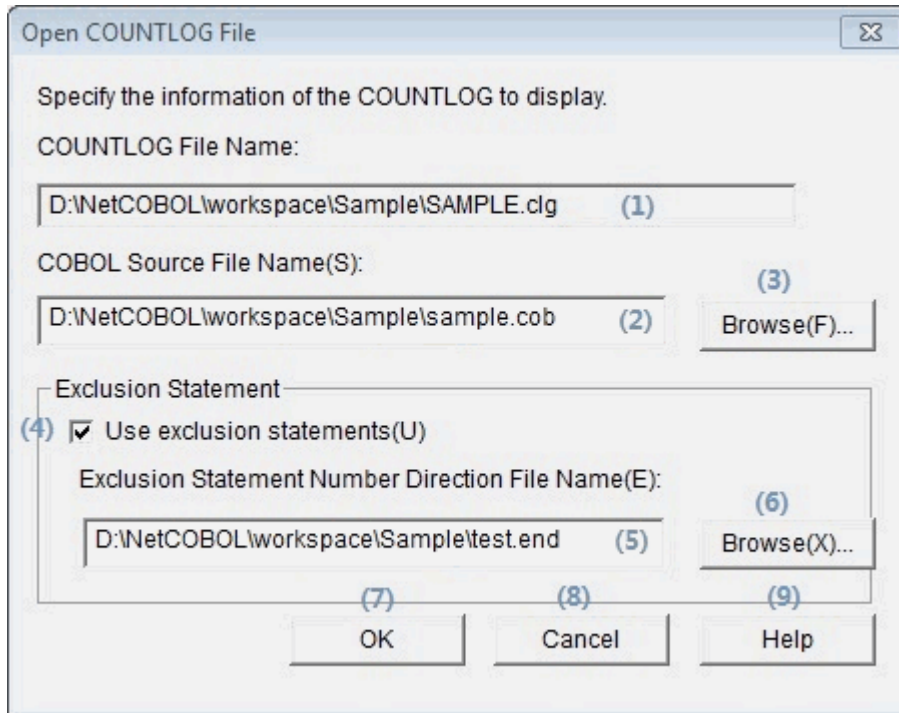 Open COUNTLOG File
Specify the information of the COUNTLOG to display.
COUNTLOG File Name:
D:\NetCOBOL\workspace\Sample\SAMPLE.clg (1)
COBOL Source File Name(S):
(3)
D:\NetCOBOL\workspace\Sample\sample.cob (2) Browse(F)...
Exclusion Statement
(4) Use exclusion statements(U)
Exclusion Statement Number Direction File Name(E):
(6)
D:\NetCOBOL\workspace\Sample\test.end (5) Browse(X)...
(7) (8) (9)
OK Cancel Help